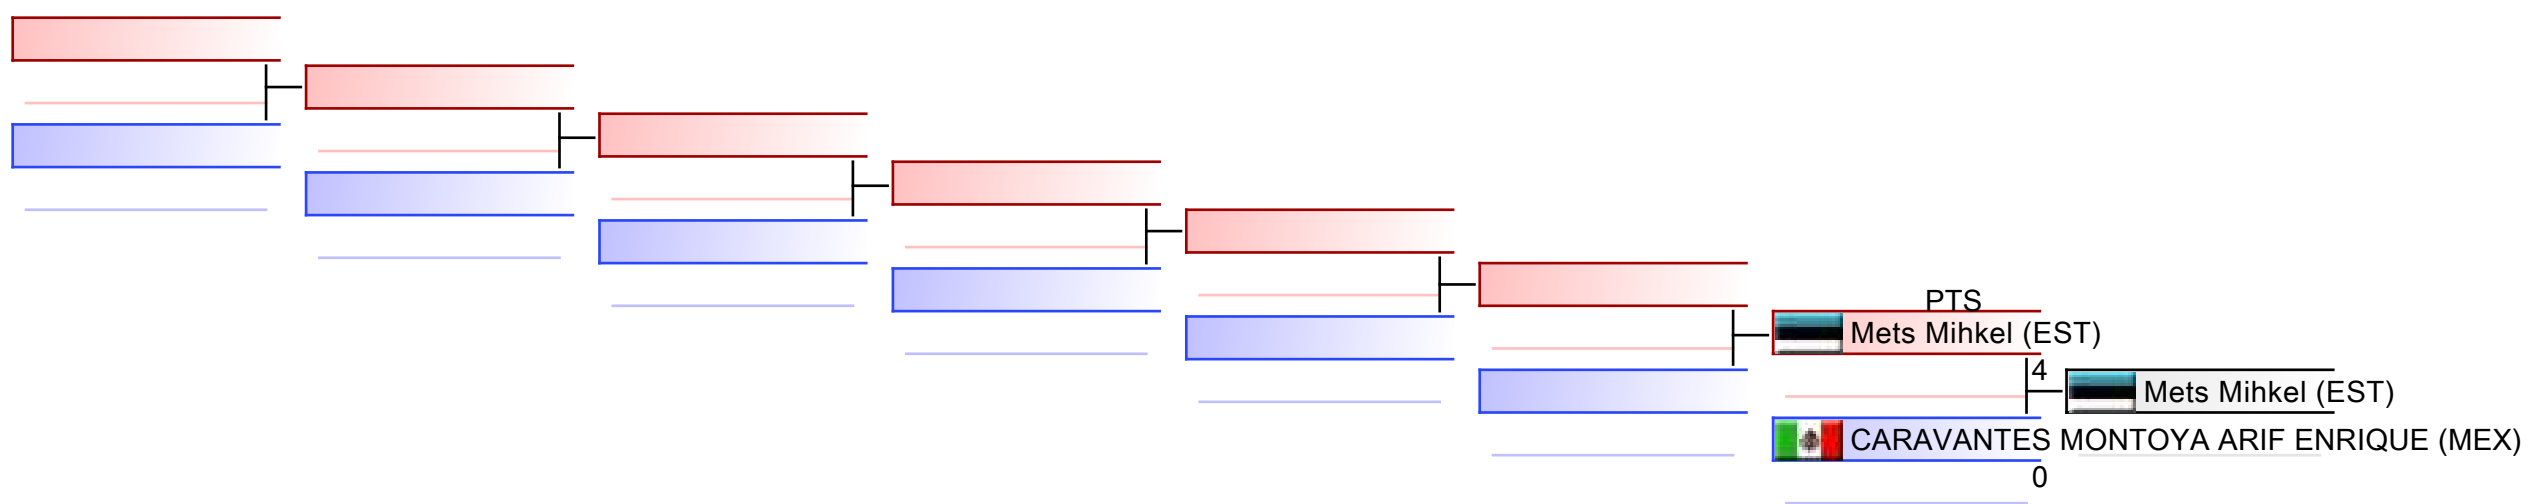 PTS
Mets Mihkel (EST)
4
Mets Mihkel (EST)
CARAVANTES MONTOYA ARIF ENRIQUE (MEX)
0